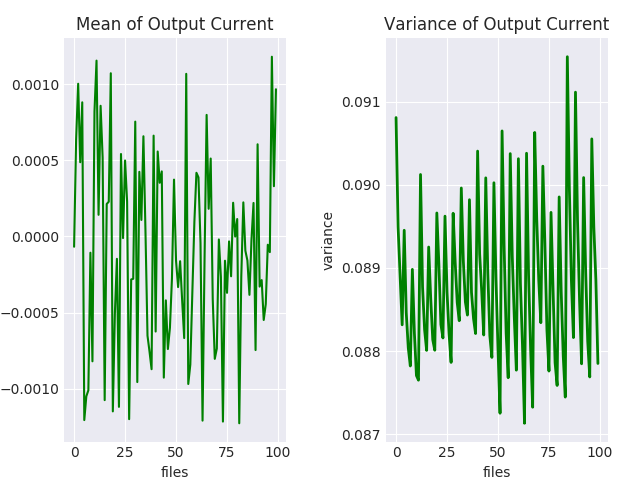 Mean of Output Current
0.0010
0.0005
0.0000
−0.0005
−0.0010
0 25 50 75 100
files
Variance of Output Current
variance
0.091
0.090
0.089
0.088
0.087
0 25 50 75 100
files